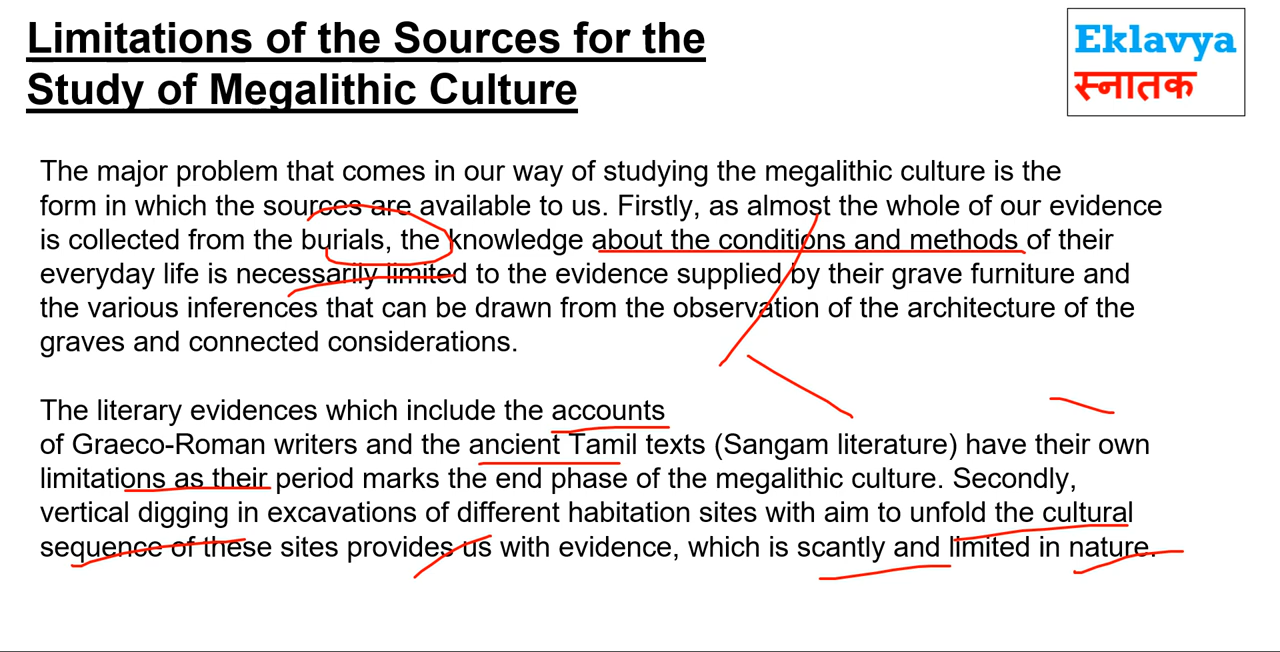 Limitations of the Sources for the
Study of Megalithic Culture
Eklavya
स्नातक
The major problem that comes in our way of studying the megalithic culture is the
form in which the sources are available to us. Firstly, as almost the whole of our evidence
is collected from the burials, the knowledge about the conditions and methods of their
everyday life is necessarily limited to the evidence supplied by their grave furniture and
the various inferences that can be drawn from the observation of the architecture of the
graves and connected considerations.
The literary evidences which include the accounts
of Graeco-Roman writers and the ancient Tamil texts (Sangam literature) have their own
limitations as their period marks the end phase of the megalithic culture. Secondly,
vertical digging in excavations of different habitation sites with aim to unfold the cultural
sequence of these sites provides us with evidence, which is scantly and limited in nature.